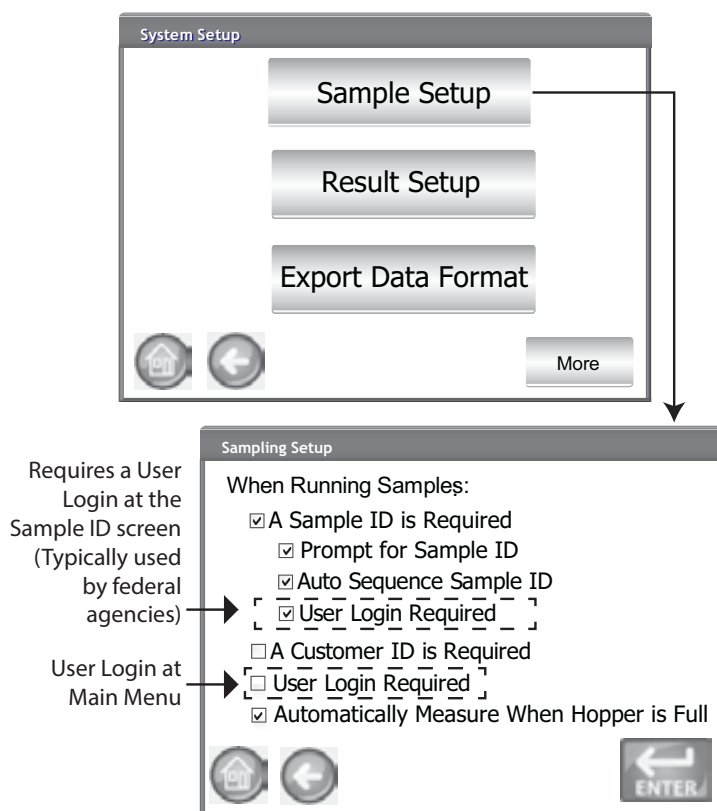 System Setup
Sample Setup
Result Setup
Export Data Format
More
Sampling Setup
When Running Samples:
A Sample ID is Required
Prompt for Sample ID
Auto Sequence Sample ID
User Login Required
A Customer ID is Required
User Login Required
Automatically Measure When Hopper is Full
ENTER
Requires a User
Login at the
Sample ID screen
(Typically used
by federal
agencies)
User Login at
Main Menu